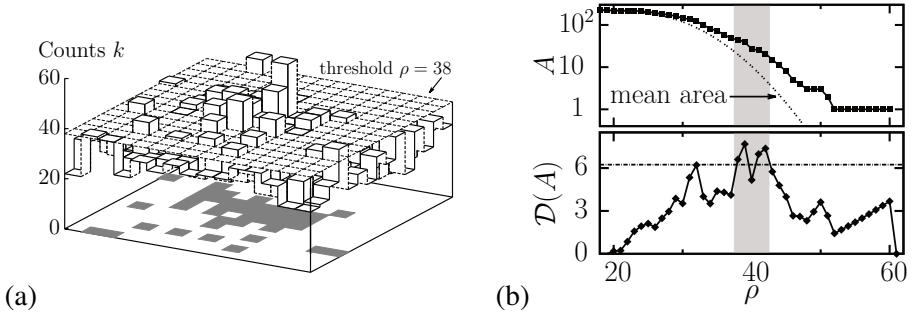 Counts k
60
40
20
0
threshold ρ = 38
(a)
A
10²
10
1
mean area
D(A)
6
3
0
20
40
60
ρ
(b)